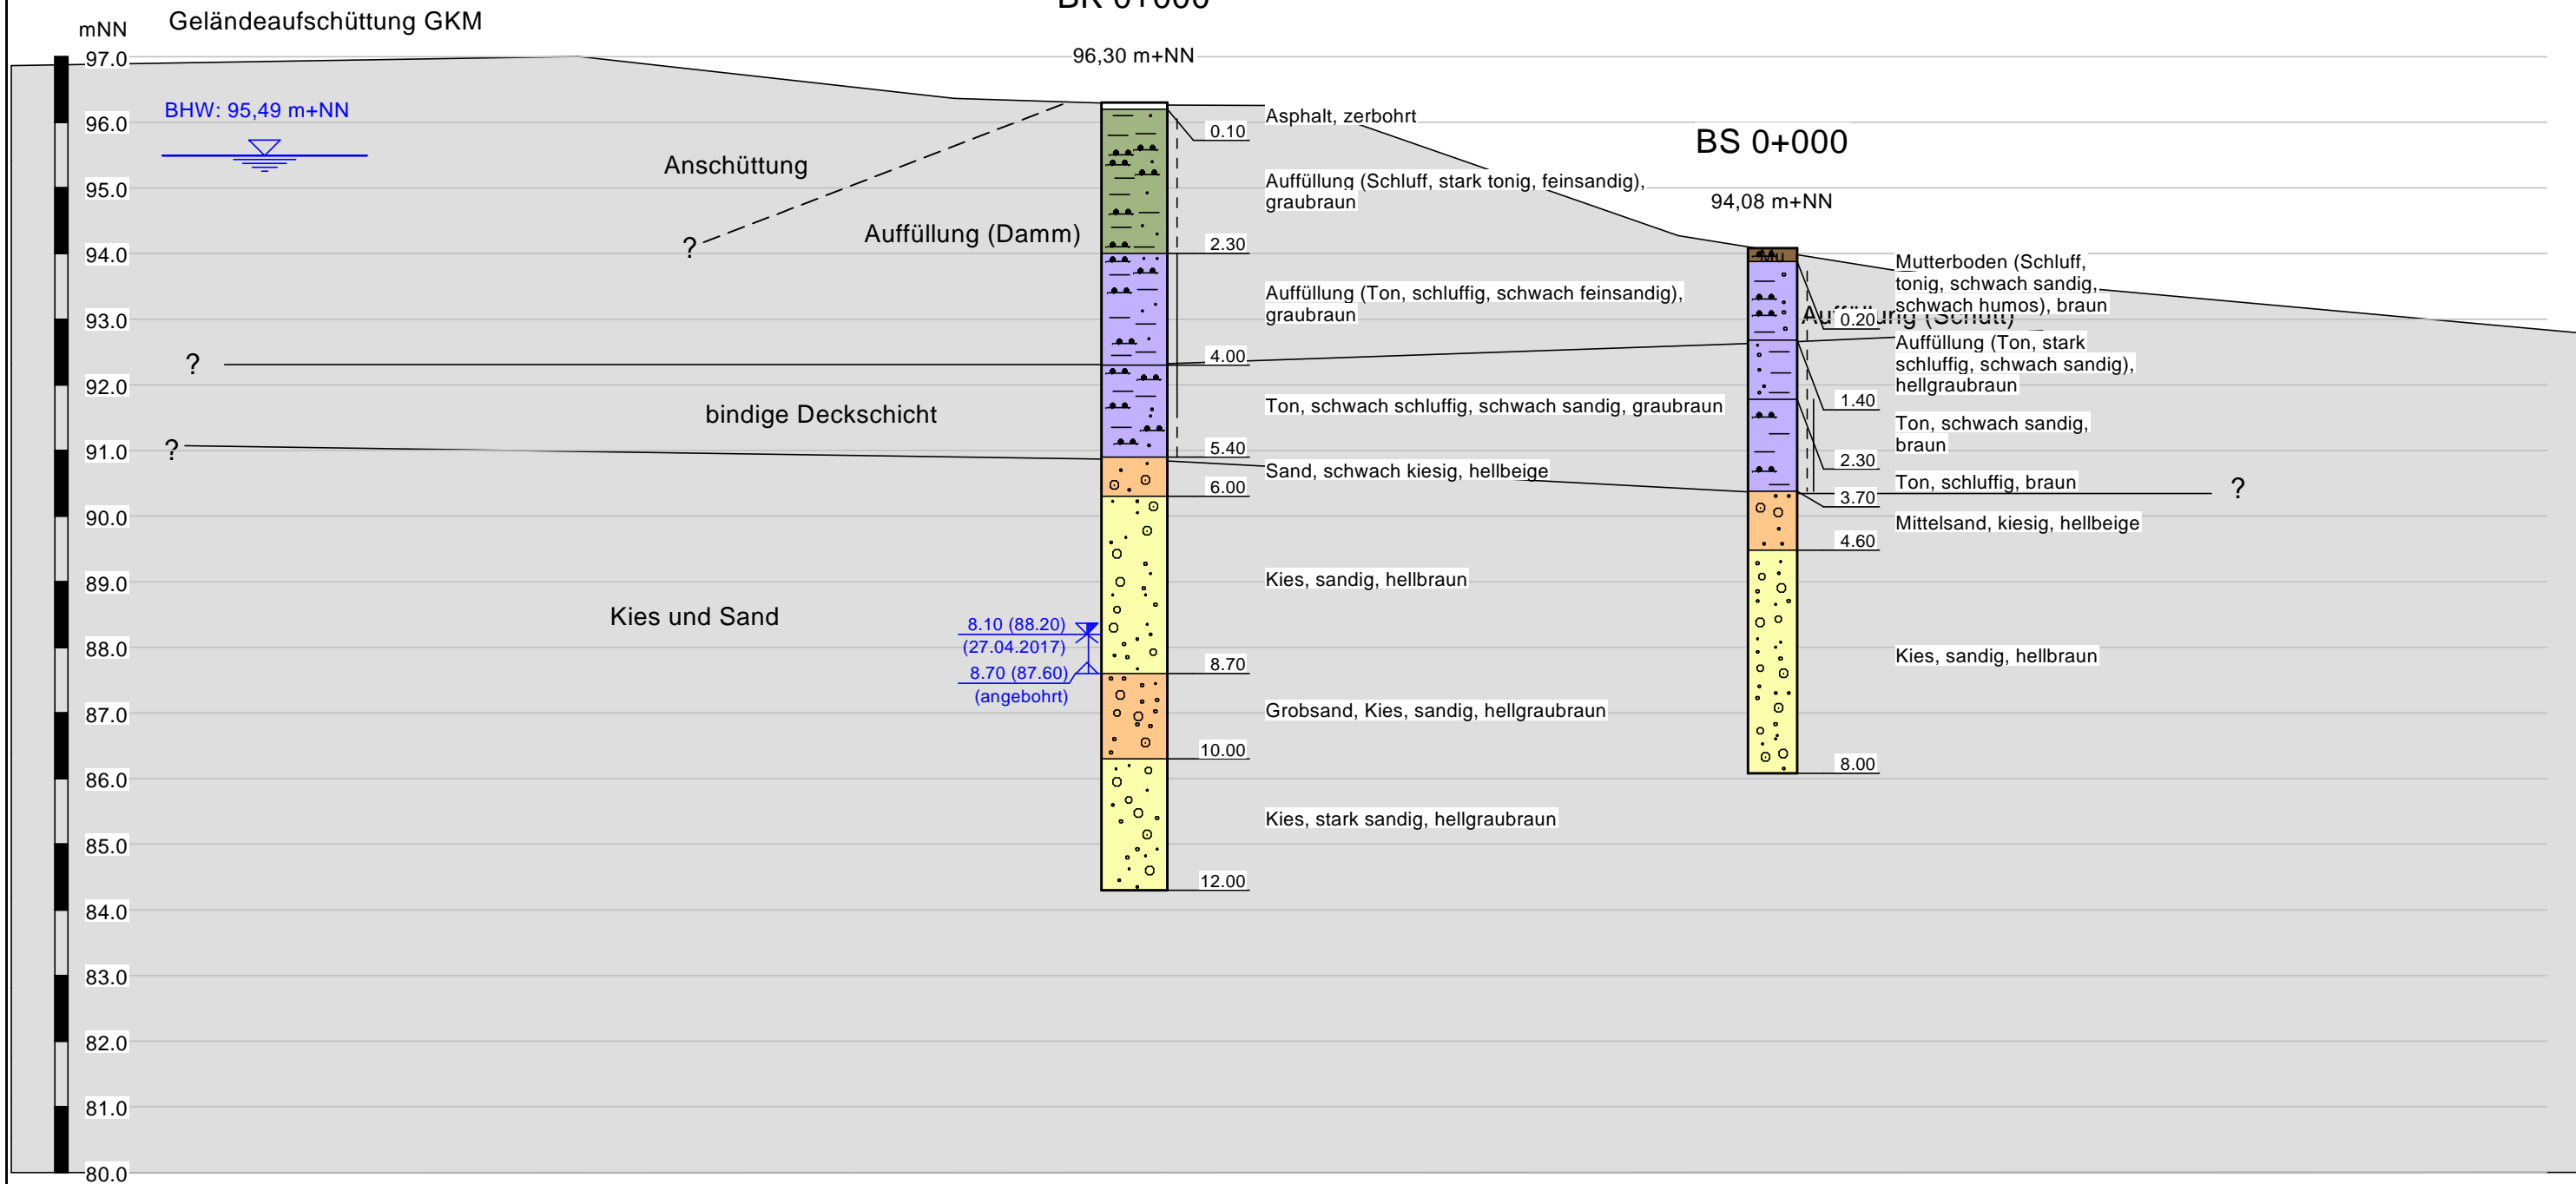 BK 0+000
Geländeaufschüttung GKM
mNN
96,30 m+NN
97.0
96.0
95.0
94.0
93.0
92.0
91.0
90.0
89.0
88.0
87.0
86.0
85.0
84.0
83.0
82.0
81.0
80.0
BHW: 95,49 m+NN
Anschüttung
?
Auffüllung (Damm)
?
bindige Deckschicht
?
Kies und Sand
8.10 (88.20)
(27.04.2017)
8.70 (87.60)
(angebohrt)
0.10
2.30
4.00
5.40
6.00
8.70
10.00
12.00
Asphalt, zerbohrt
Auffüllung (Schluff, stark tonig, feinsandig),
graubraun
Auffüllung (Ton, schluffig, schwach feinsandig),
graubraun
Ton, schwach schluffig, schwach sandig, graubraun
Sand, schwach kiesig, hellbeige
Kies, sandig, hellbraun
Grobsand, Kies, sandig, hellgraubraun
Kies, stark sandig, hellgraubraun
BS 0+000
94,08 m+NN
Mu
Auffüllung (Schutt)
0.20
1.40
2.30
3.70
4.60
8.00
Mutterboden (Schluff,
tonig, schwach sandig,
schwach humos), braun
Auffüllung (Ton, stark
schluffig, schwach sandig),
hellgraubraun
Ton, schwach sandig,
braun
Ton, schluffig, braun
?
Mittelsand, kiesig, hellbeige
Kies, sandig, hellbraun